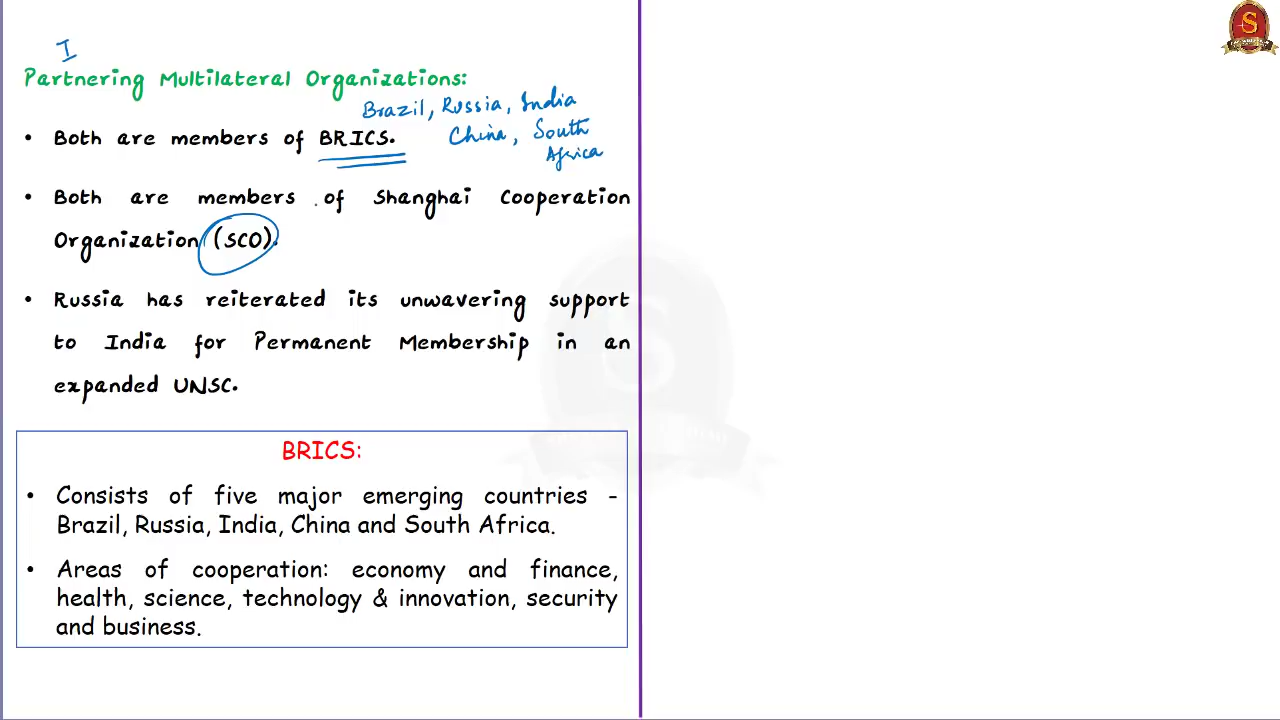 I
Partnering Multilateral Organizations:
Brazil, Russia, India
China, South
Africa
• Both are members of BRICS.
• Both are members of Shanghai Cooperation
Organization (SCO).
• Russia has reiterated its unwavering support
to India for Permanent Membership in an
expanded UNSC.
BRICS:
• Consists of five major emerging countries -
Brazil, Russia, India, China and South Africa.
• Areas of cooperation: economy and finance,
health, science, technology & innovation, security
and business.
S
S